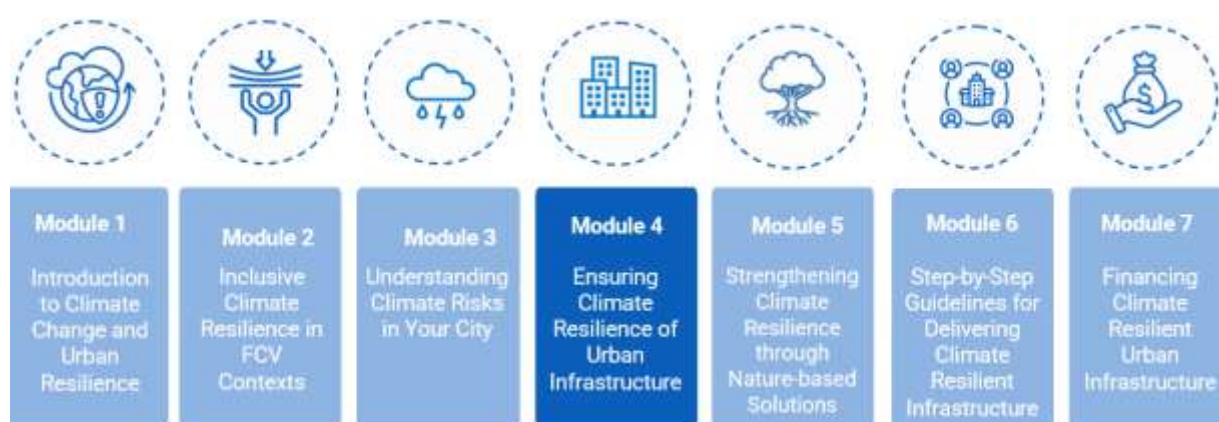 Module 1
Introduction
to Climate
Change and
Urban
Resilience
Module 2
Inclusive
Climate
Resilience in
FCV
Contexts
Module 3
Understanding
Climate Risks
in Your City
Module 4
Ensuring
Climate
Resilience of
Urban
Infrastructure
Module 5
Strengthening
Climate
Resilience
through
Nature-based
Solutions
Module 6
Step-by-Step
Guidelines for
Delivering
Climate
Resilient
Infrastructure
Module 7
Financing
Climate
Resilient
Urban
Infrastructure